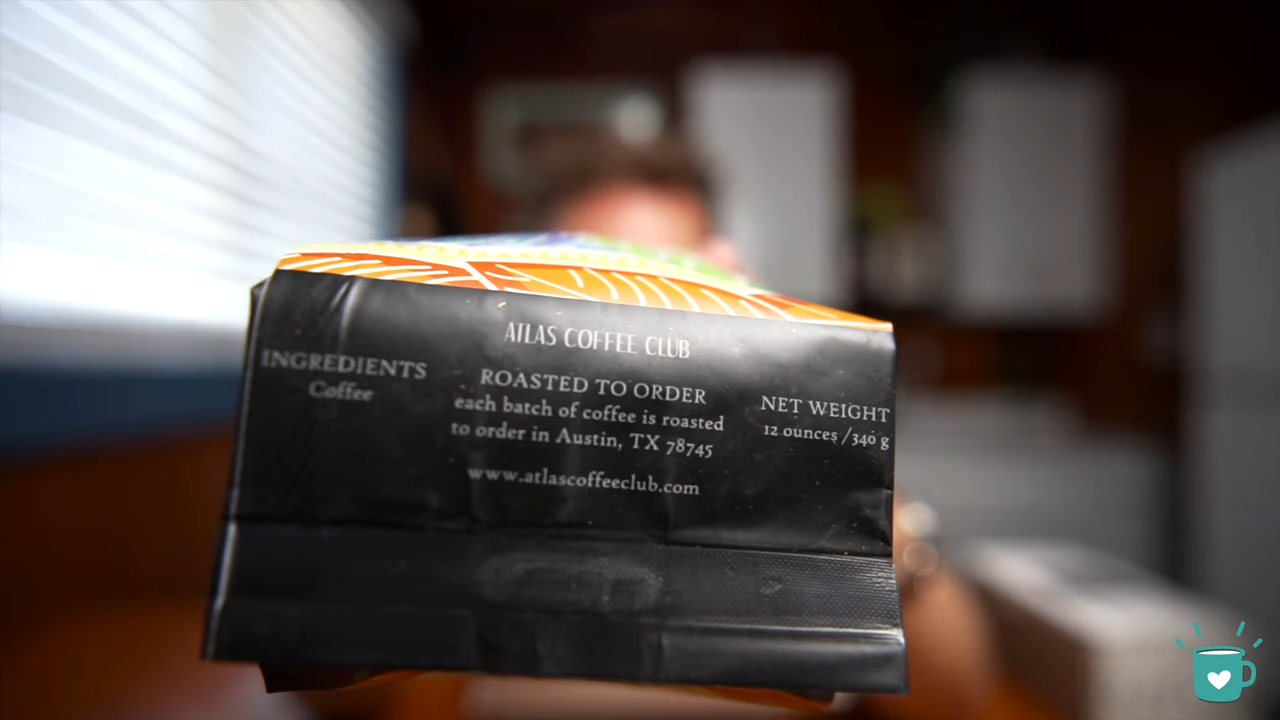 ATLAS COFFEE CLUB
INGREDIENTS
Coffee
ROASTED TO ORDER
each batch of coffee is roasted
to order in Austin, TX 78745
www.atlascoffeeclub.com
NET WEIGHT
12 ounces /340 g